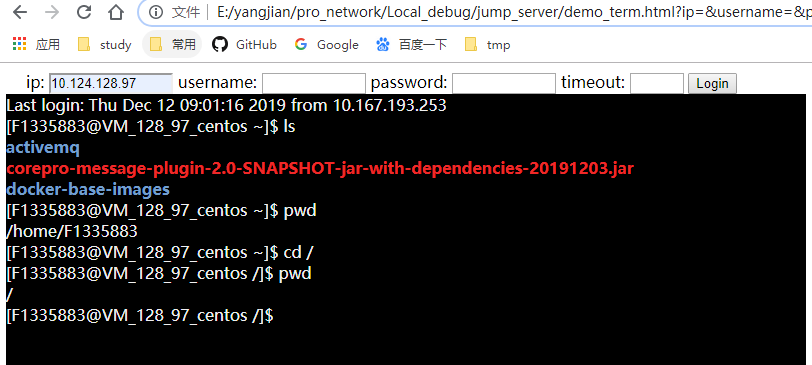 文件 E:/yangjian/pro_network/Local_debug/jump_server/demo_term.html?ip=&username=&p
应用 study 常用 GitHub Google 百度一下 tmp
ip: 10.124.128.97 username: password: timeout: Login
Last login: Thu Dec 12 09:01:16 2019 from 10.167.193.253
[F1335883@VM_128_97_centos ~]$ ls
activemq
corepro-message-plugin-2.0-SNAPSHOT-jar-with-dependencies-20191203.jar
docker-base-images
[F1335883@VM_128_97_centos ~]$ pwd
/home/F1335883
[F1335883@VM_128_97_centos ~]$ cd /
[F1335883@VM_128_97_centos /]$ pwd
/
[F1335883@VM_128_97_centos /]$